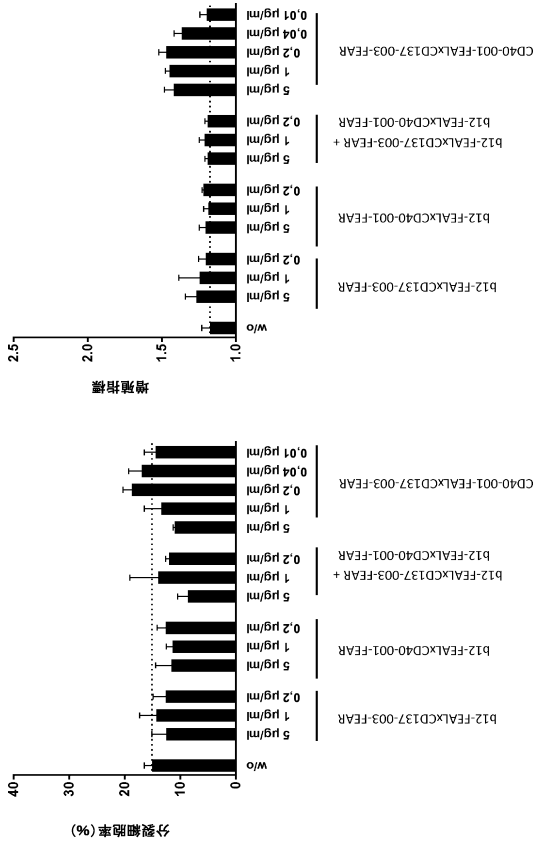 分裂細胞率(%)
40
30
20
10
0
w/o
5 μg/ml
1 μg/ml
0,2 μg/ml
5 μg/ml
1 μg/ml
0,2 μg/ml
5 μg/ml
1 μg/ml
0,2 μg/ml
5 μg/ml
1 μg/ml
0,2 μg/ml
0,04 μg/ml
0,01 μg/ml
b12-FEALxCD137-003-FEAR
b12-FEALxCD40-001-FEAR
b12-FEALxCD137-003-FEAR +
b12-FEALxCD40-001-FEAR
CD40-001-FEALxCD137-003-FEAR
増殖指標
2.5
2.0
1.5
1.0
w/o
5 μg/ml
1 μg/ml
0,2 μg/ml
5 μg/ml
1 μg/ml
0,2 μg/ml
5 μg/ml
1 μg/ml
0,2 μg/ml
5 μg/ml
1 μg/ml
0,2 μg/ml
0,04 μg/ml
0,01 μg/ml
b12-FEALxCD137-003-FEAR
b12-FEALxCD40-001-FEAR
b12-FEALxCD137-003-FEAR +
b12-FEALxCD40-001-FEAR
CD40-001-FEALxCD137-003-FEAR